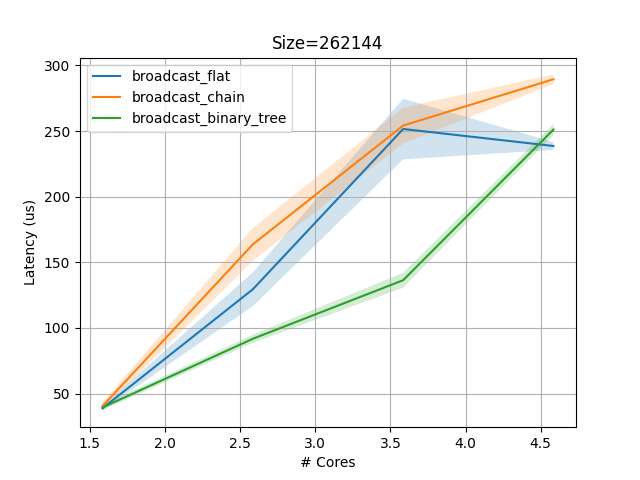 Size=262144
300
250
200
150
100
50
Latency (us)
broadcast_flat
broadcast_chain
broadcast_binary_tree
1.5 2.0 2.5 3.0 3.5 4.0 4.5
# Cores